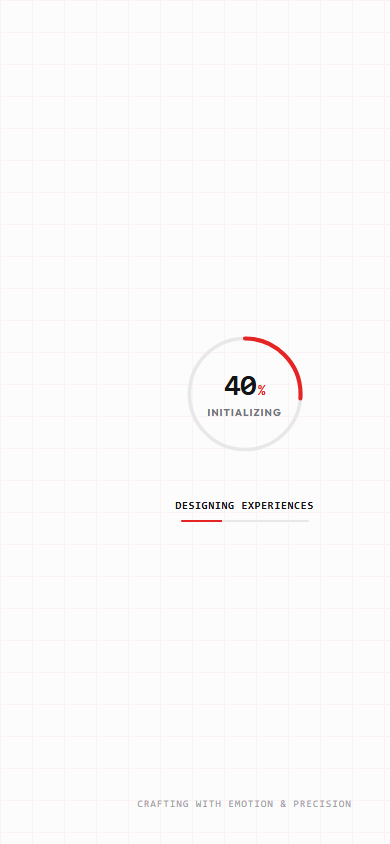 40%
INITIALIZING
DESIGNING EXPERIENCES
CRAFTING WITH EMOTION & PRECISION